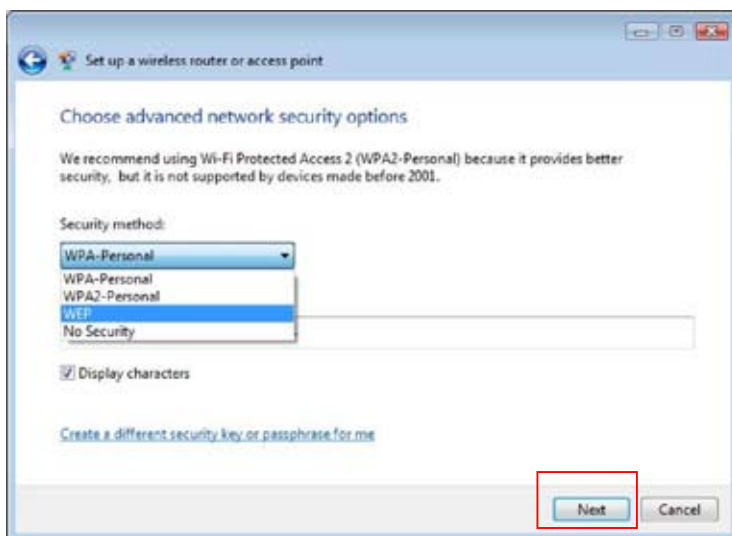 Set up a wireless router or access point
Choose advanced network security options
We recommend using Wi-Fi Protected Access 2 (WPA2-Personal) because it provides better
security, but it is not supported by devices made before 2001.
Security method:
WPA-Personal
WPA-Personal
WPA2-Personal
WEP
No Security
Display characters
Create a different security key or passphrase for me
Next
Cancel